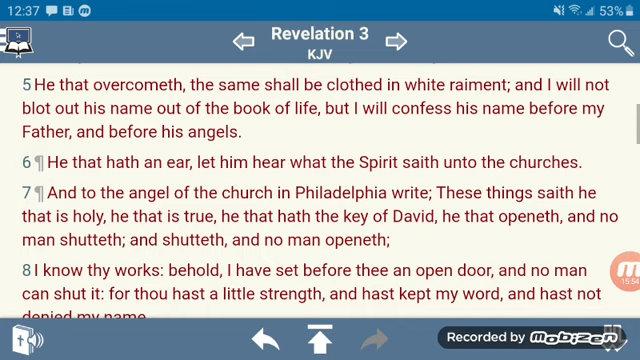 12:37 53%
Revelation 3
KJV
5 He that overcometh, the same shall be clothed in white raiment; and I will not
blot out his name out of the book of life, but I will confess his name before my
Father, and before his angels.
6 ¶ He that hath an ear, let him hear what the Spirit saith unto the churches.
7 ¶ And to the angel of the church in Philadelphia write; These things saith he
that is holy, he that is true, he that hath the key of David, he that openeth, and no
man shutteth; and shutteth, and no man openeth;
8 I know thy works: behold, I have set before thee an open door, and no man
can shut it: for thou hast a little strength, and hast kept my word, and hast not
denied my name.
15:54
Recorded by mobizen